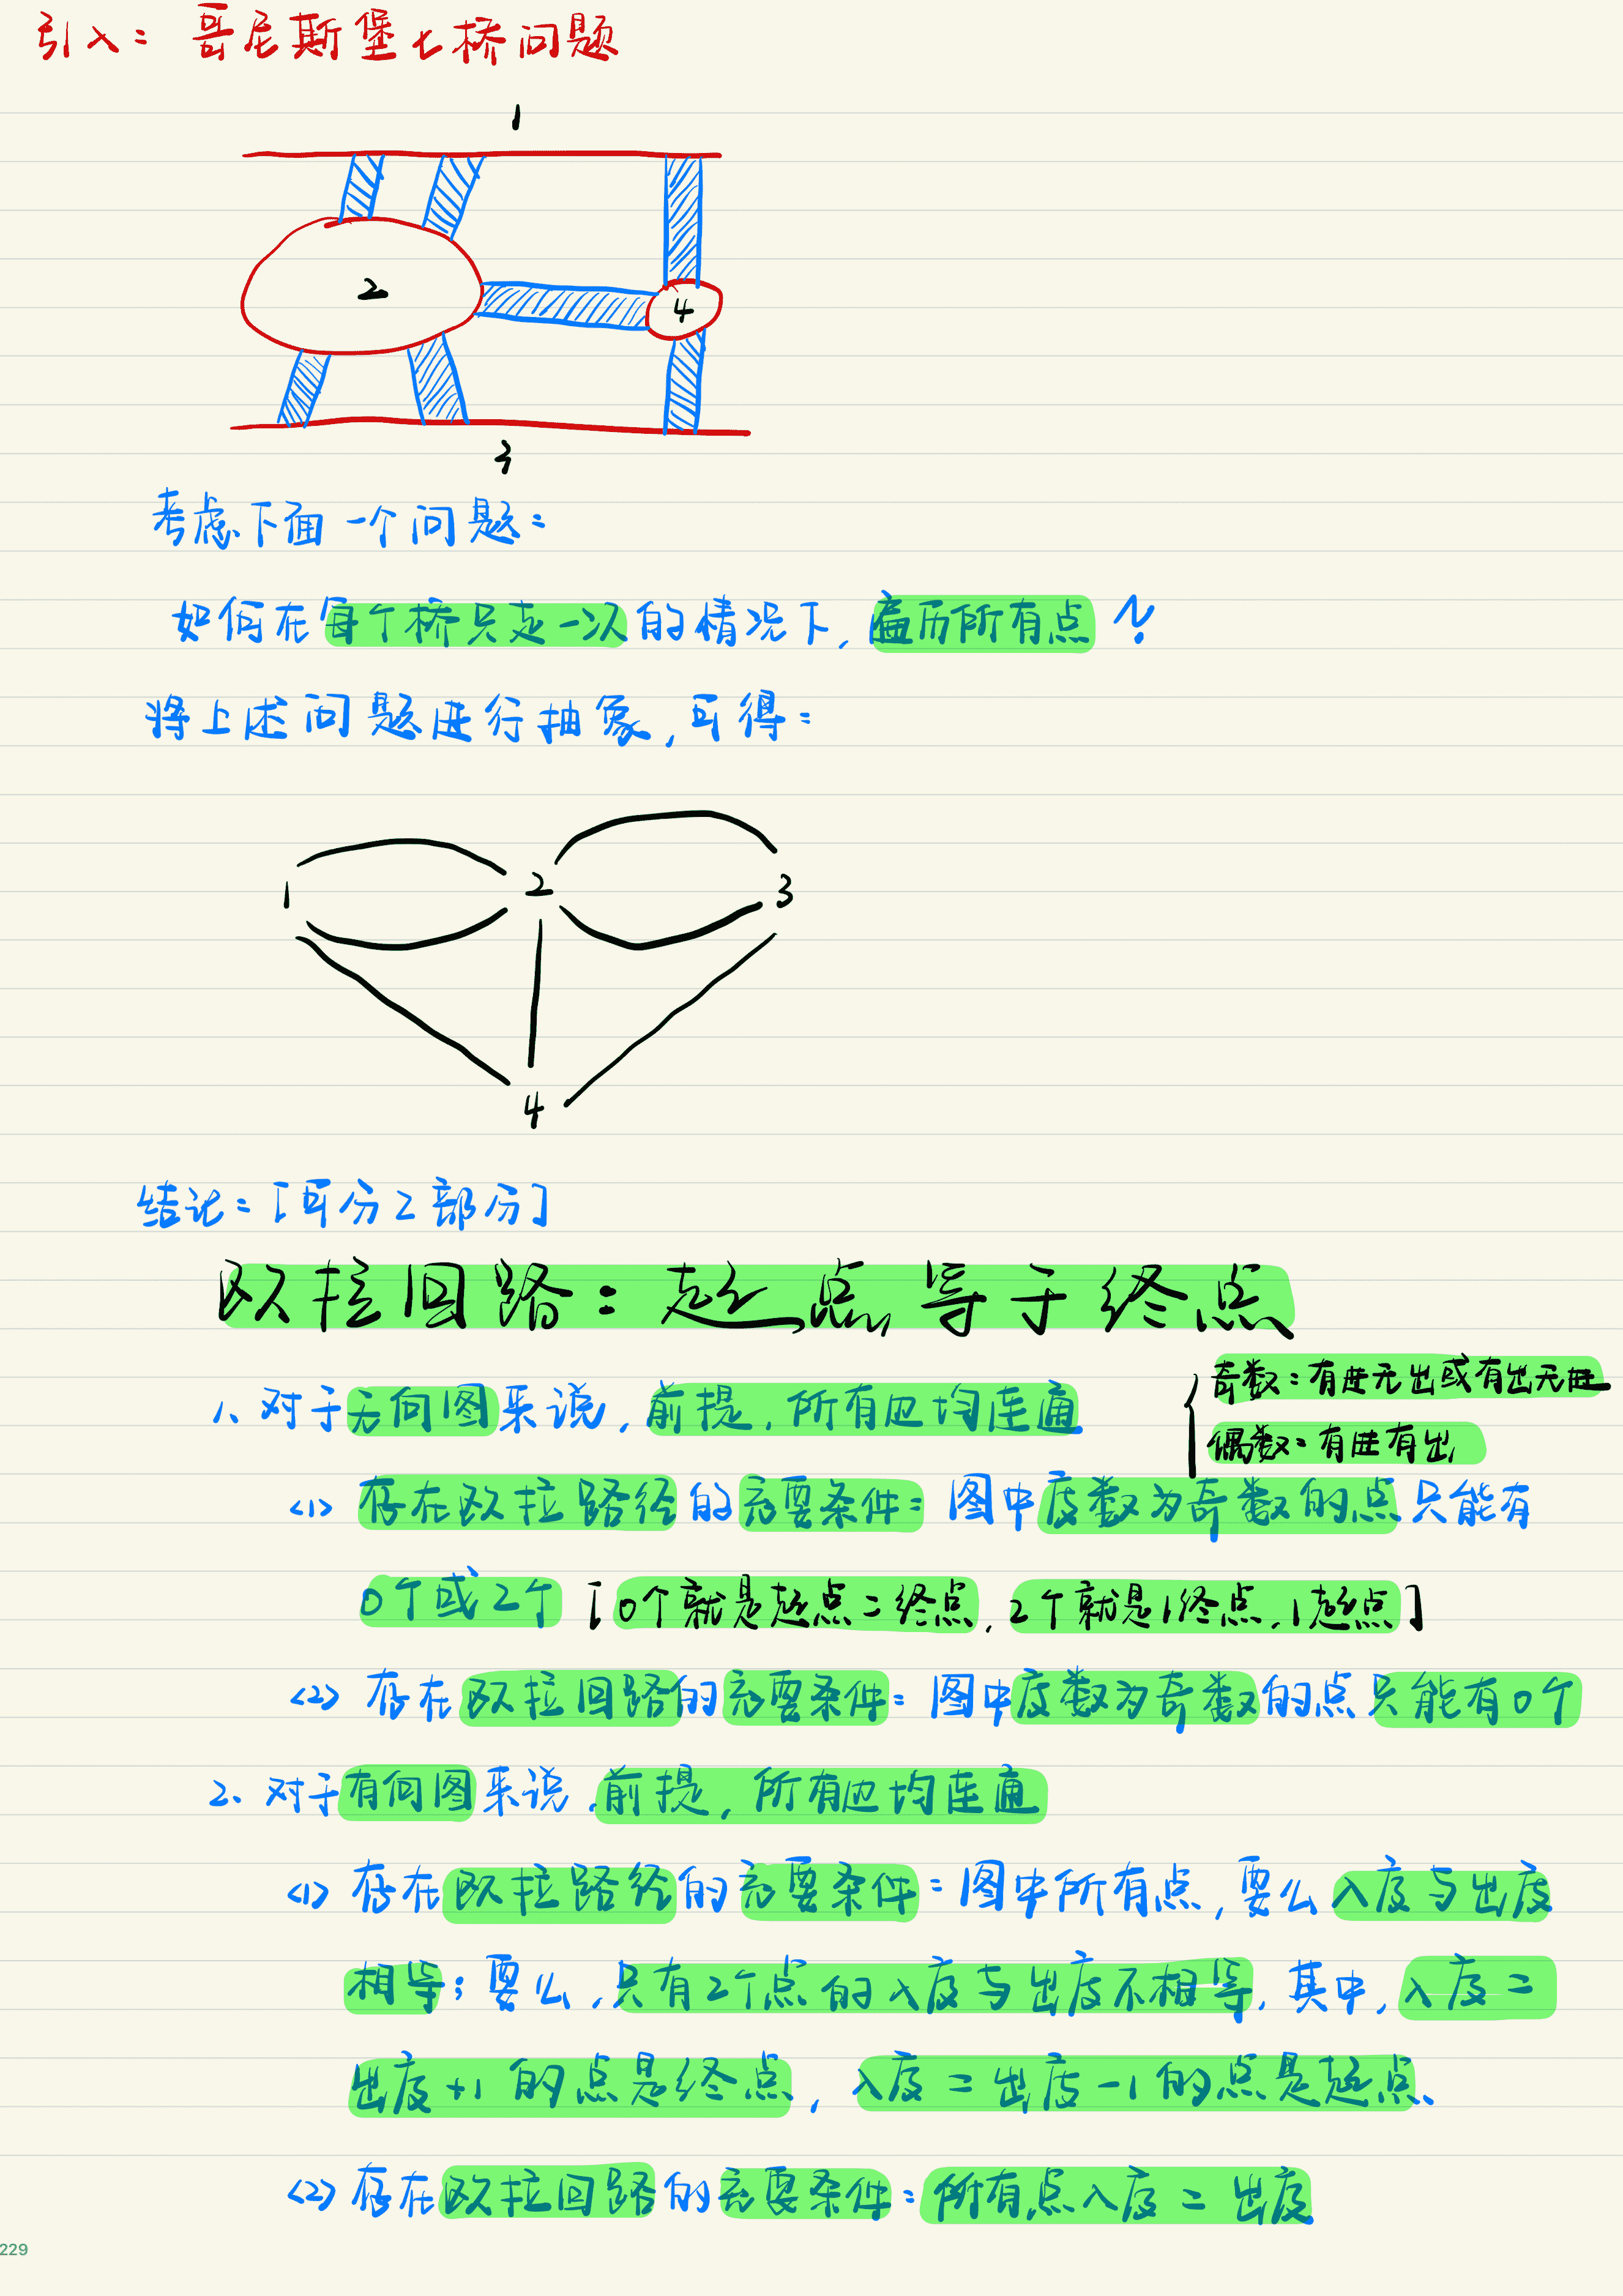 引入：哥尼斯堡七桥问题
1
2
4
3
考虑下面一个问题：
如何在每个桥只走一次的情况下，遍历所有点？
将上述问题进行抽象，可得：
1
2
3
4
结论：[可分2部分]
欧拉回路：起点等于终点
奇数：有进无出或有出无进
1、对于无向图来说，前提，所有边均连通
偶数：有进有出
<1> 存在欧拉路径的充要条件：图中度数为奇数的点只能有
0个或2个 [0个就是起点=终点，2个就是1终点，1起点]
<2> 存在欧拉回路的充要条件：图中度数为奇数的点只能有0个
2、对于有向图来说，前提，所有边均连通
<1> 存在欧拉路径的充要条件：图中所有点，要么入度与出度
相等；要么，只有2个点的入度与出度不相等，其中，入度=
出度+1的点是终点，入度=出度-1的点是起点、
<2> 存在欧拉回路的充要条件：所有点入度=出度
229